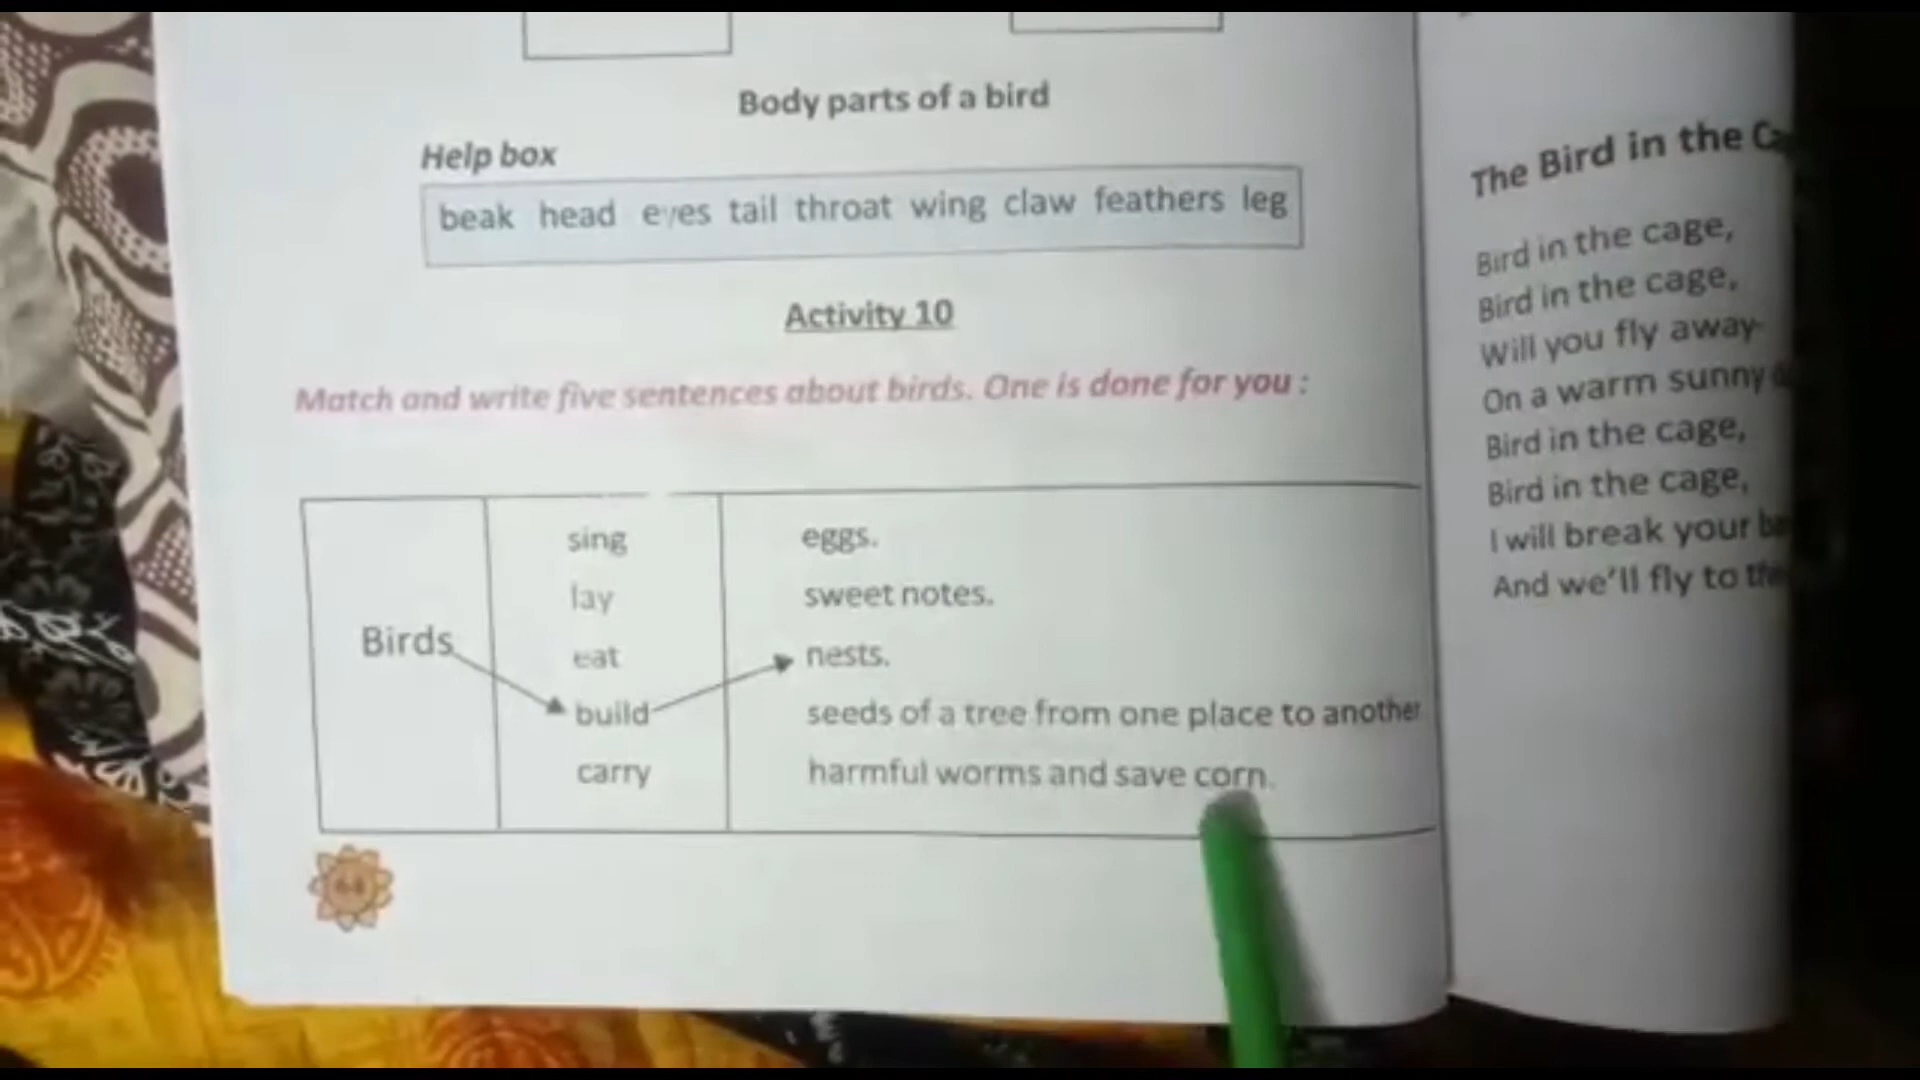 Body parts of a bird
Help box
beak head eyes tail throat wing claw feathers leg
Activity 10
Match and write five sentences about birds. One is done for you :
Birds
sing
lay
eat
build
carry
eggs.
sweet notes.
nests.
seeds of a tree from one place to another
harmful worms and save corn.
64
The Bird in the
Bird in the cage,
Bird in the cage,
Will you fly away
On a warm sunny
Bird in the cage,
Bird in the cage,
I will break your
And we'll fly to